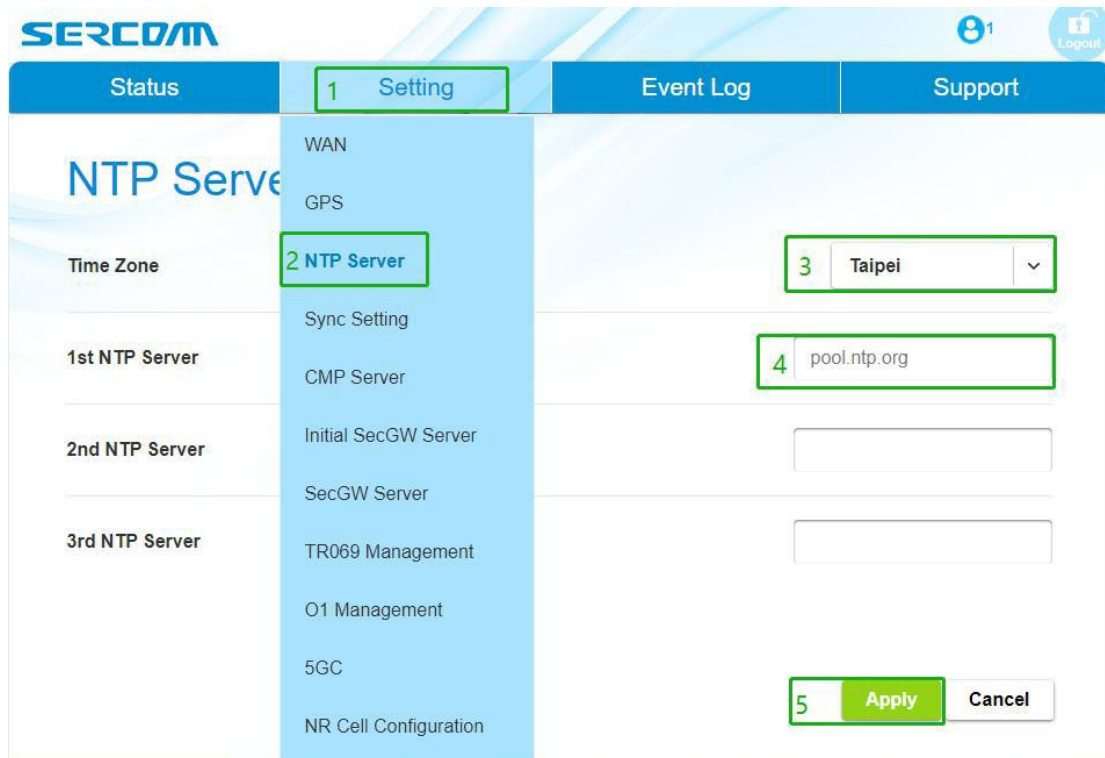 SERCOMM
1
Logout
Status
1 Setting
Event Log
Support
WAN
NTP Serve
GPS
Time Zone
2 NTP Server
3 Taipei
Sync Setting
1st NTP Server
4 pool.ntp.org
CMP Server
2nd NTP Server
Initial SecGW Server
SecGW Server
3rd NTP Server
TR069 Management
O1 Management
5GC
5 Apply
Cancel
NR Cell Configuration